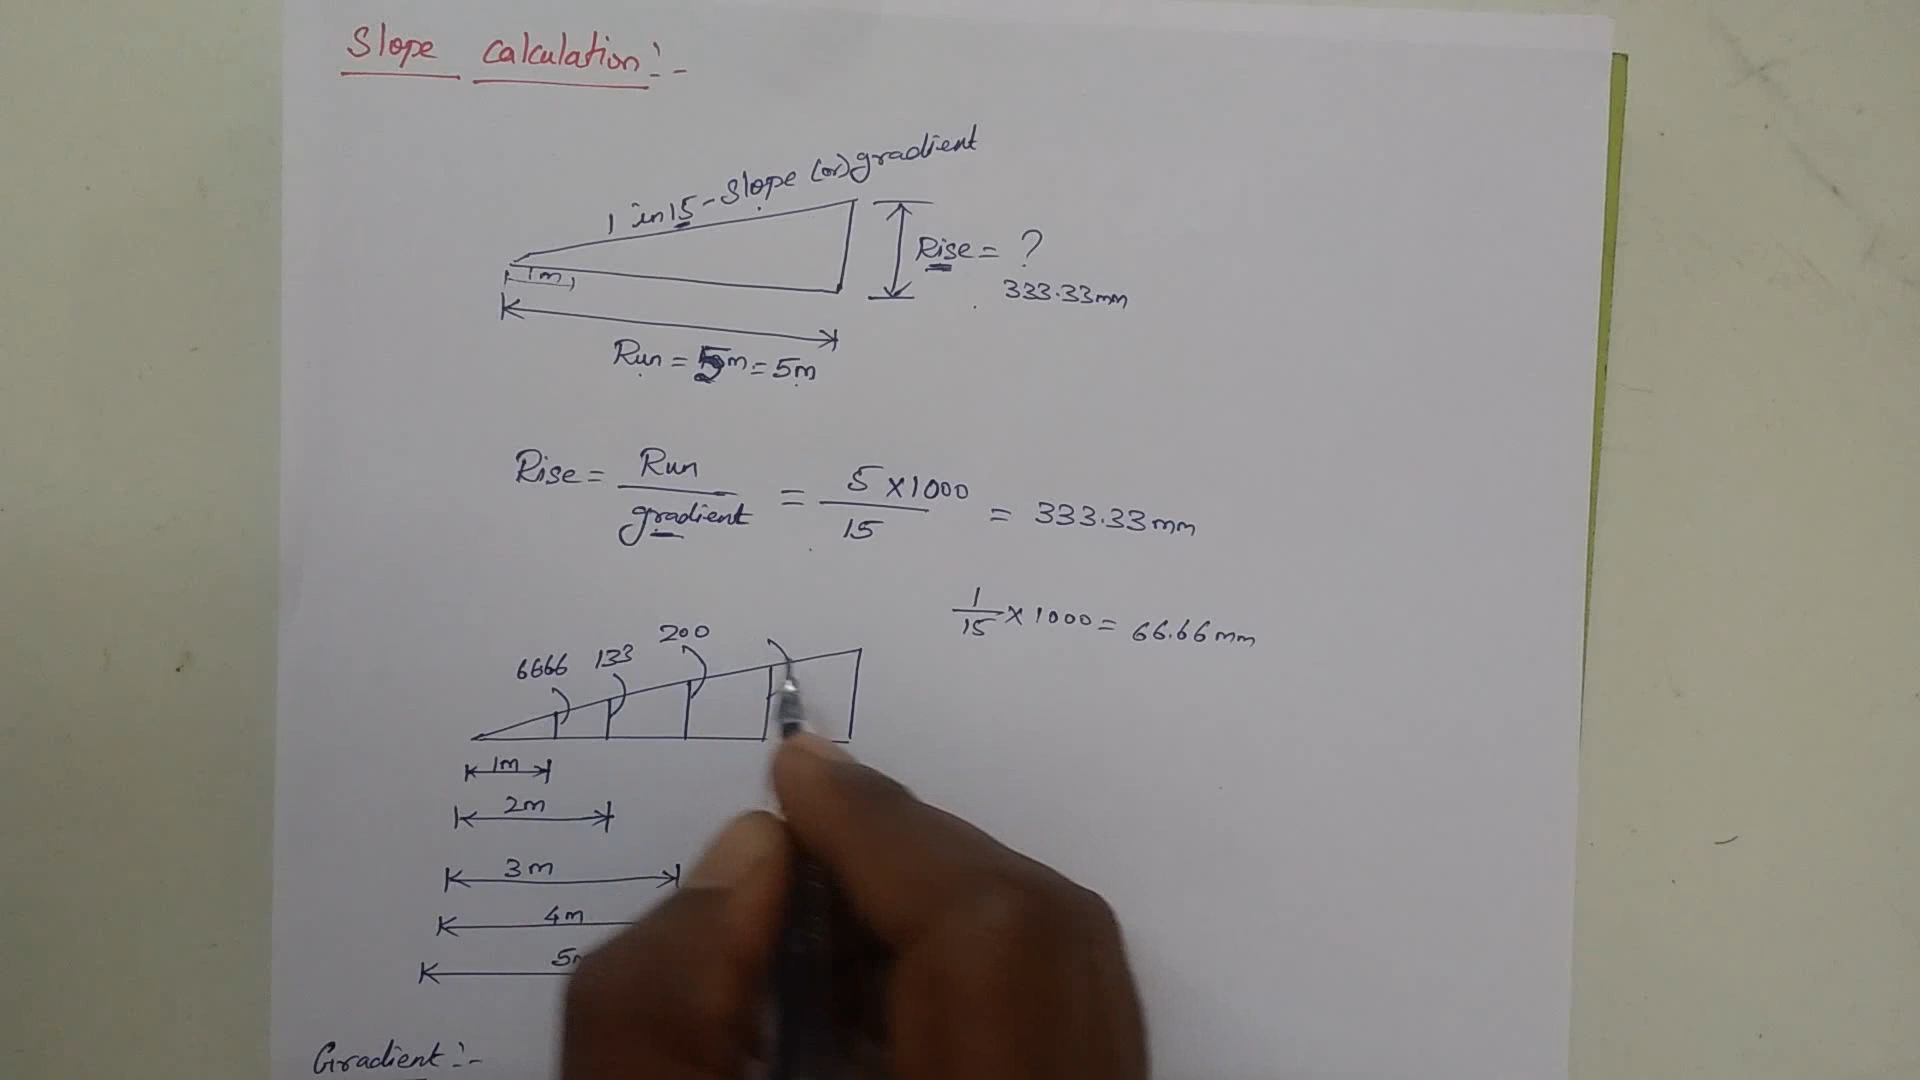 Slope calculation:-
1 in 15 - Slope (or) gradient
1m
Rise = ?
333.33mm
Run = 5m = 5m
Rise = Run / gradient = 5 x 1000 / 15 = 333.33mm
1/15 x 1000 = 66.66mm
6666 133 200
1m
2m
3m
4m
Gradient:-